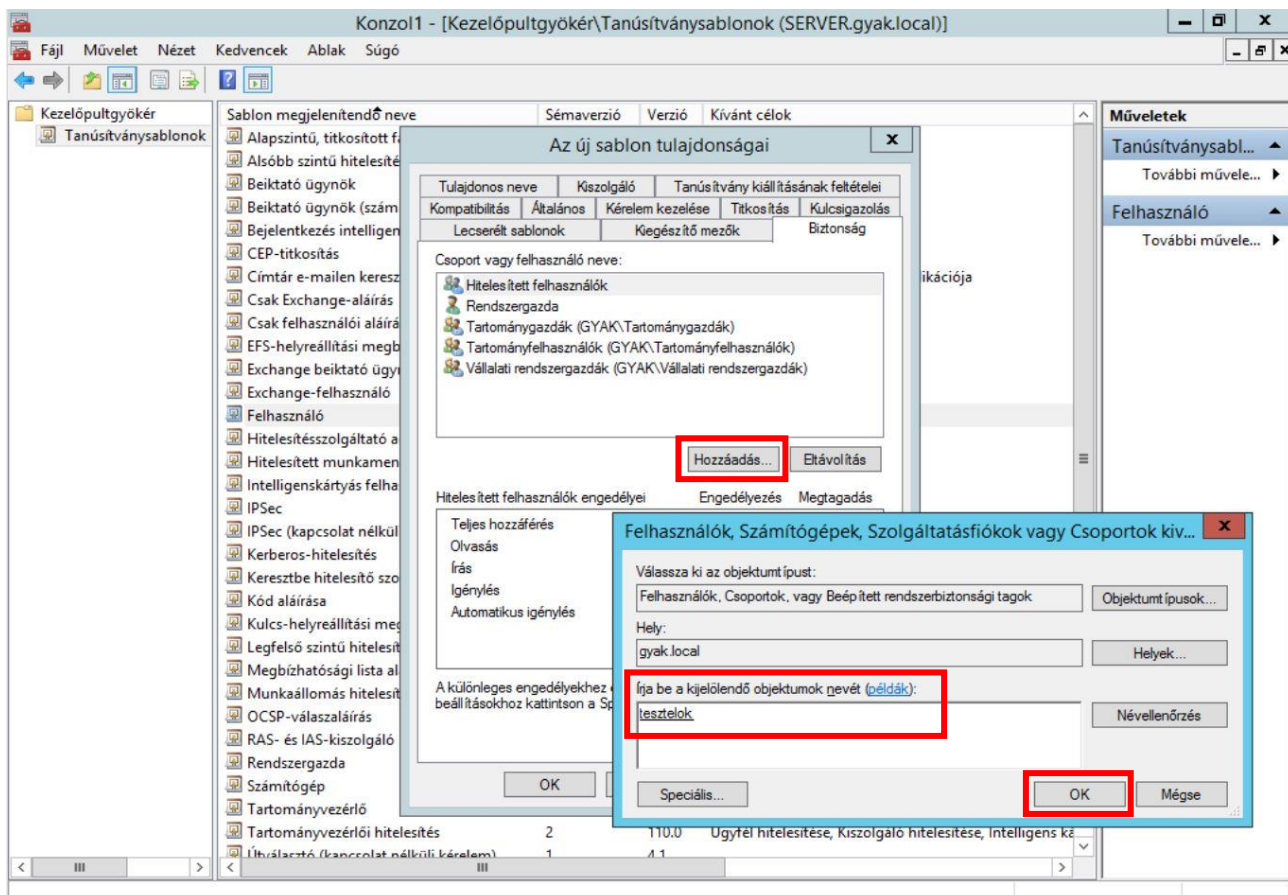 Konzol1 - [Kezelőpultgyökér\Tanúsítványsablonok (SERVER.gyak.local)]
Fájl Művelet Nézet Kedvencek Ablak Súgó
Kezelőpultgyökér
Tanúsítványsablonok
Sablon megjelenítendő neve Sémaverzió Verzió Kívánt célok
Alapszintű, titkosított f
Alsóbb szintű hitelesíté
Beiktató ügynök
Beiktató ügynök (szám
Bejelentkezés intelligen
CEP-titkosítás
Címtár e-mailen keresz
ikációja
Csak Exchange-aláírás
Csak felhasználói aláírá
EFS-helyreállítási megb
Exchange beiktató ügy
Exchange-felhasználó
Felhasználó
Hitelesítésszolgáltató a
Hitelesített munkamen
Intelligenskártyás felha
IPSec
IPSec (kapcsolat nélkül
Kerberos-hitelesítés
Keresztbe hitelesítő szo
Kód aláírása
Kulcs-helyreállítási meg
Legfelső szintű hitelesít
Megbízhatósági lista al
Munkaállomás hitelesít
OCSP-válaszaláírás
RAS- és IAS-kiszolgáló
Rendszergazda
Számítógép
Tartományvezérlő
Tartományvezérlői hitelesítés 2 110.0 Ügyfél hitelesítése, Kiszolgáló hitelesítése, Intelligens ká
Útválasztó (kapcsolat nélküli kérelem) 1 4.1
Műveletek
Tanúsítványsabl...
További művele...
Felhasználó
További művele...
Az új sablon tulajdonságai
Tulajdonos neve Kiszolgáló Tanúsítvány kiállításának feltételei
Kompatibilitás Általános Kérelem kezelése Titkosítás Kulcsigazolás
Lecserélt sablonok Kiegészítő mezők Biztonság
Csoport vagy felhasználó neve:
Hitelesített felhasználók
Rendszergazda
Tartománygazdák (GYAK\Tartománygazdák)
Tartományfelhasználók (GYAK\Tartományfelhasználók)
Vállalati rendszergazdák (GYAK\Vállalati rendszergazdák)
Hozzáadás... Eltávolítás
Hitelesített felhasználók engedélyei Engedélyezés Megtagadás
Teljes hozzáférés
Olvasás
Írás
Igénylés
Automatikus igénylés
A különleges engedélyekhez
beállításokhoz kattintson a Sp
OK
Felhasználók, Számítógépek, Szolgáltatásfiókok vagy Csoportok kiv...
Válassza ki az objektumtípust:
Felhasználók, Csoportok, vagy Beépített rendszerbiztonsági tagok Objektumtípusok...
Hely:
gyak.local Helyek...
Írja be a kijelölendő objektumok nevét (példák):
tesztelok Névellenőrzés
Speciális... OK Mégse